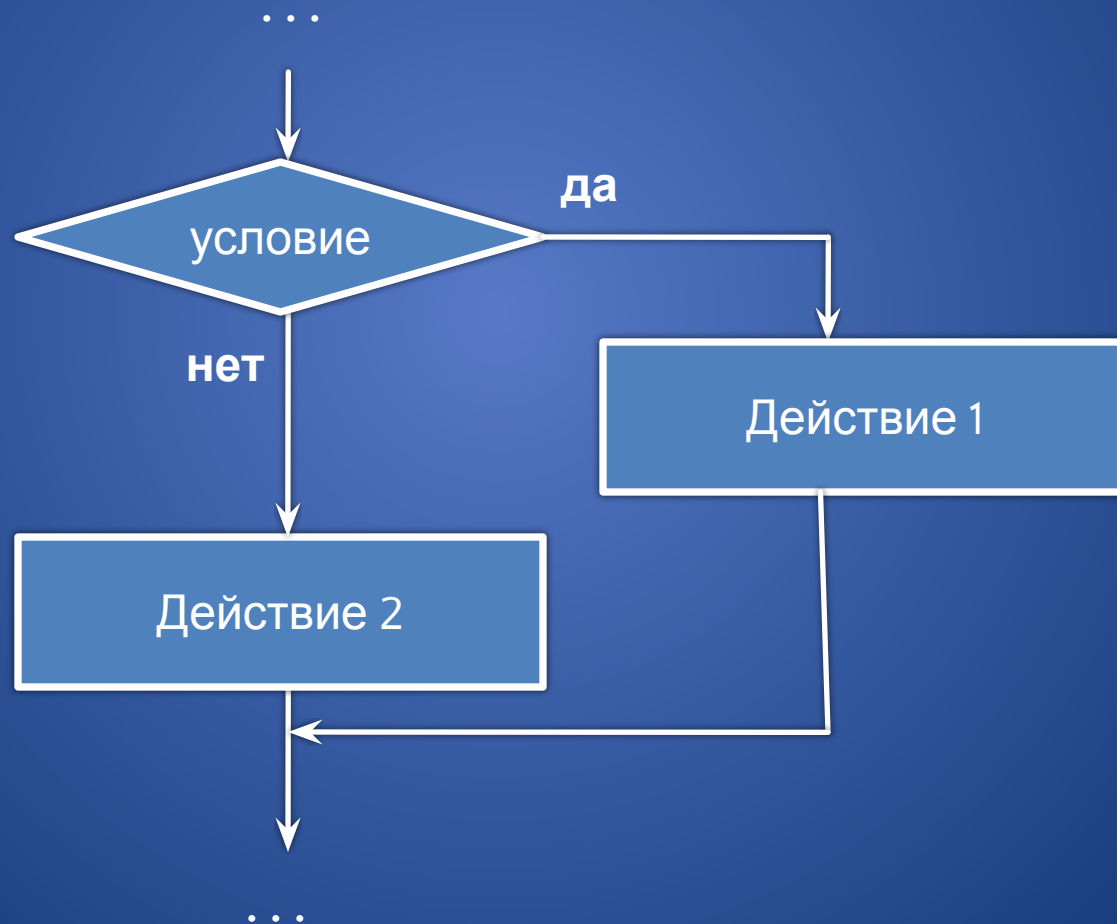 . . .
да
условие
нет
Действие 1
Действие 2
. . .